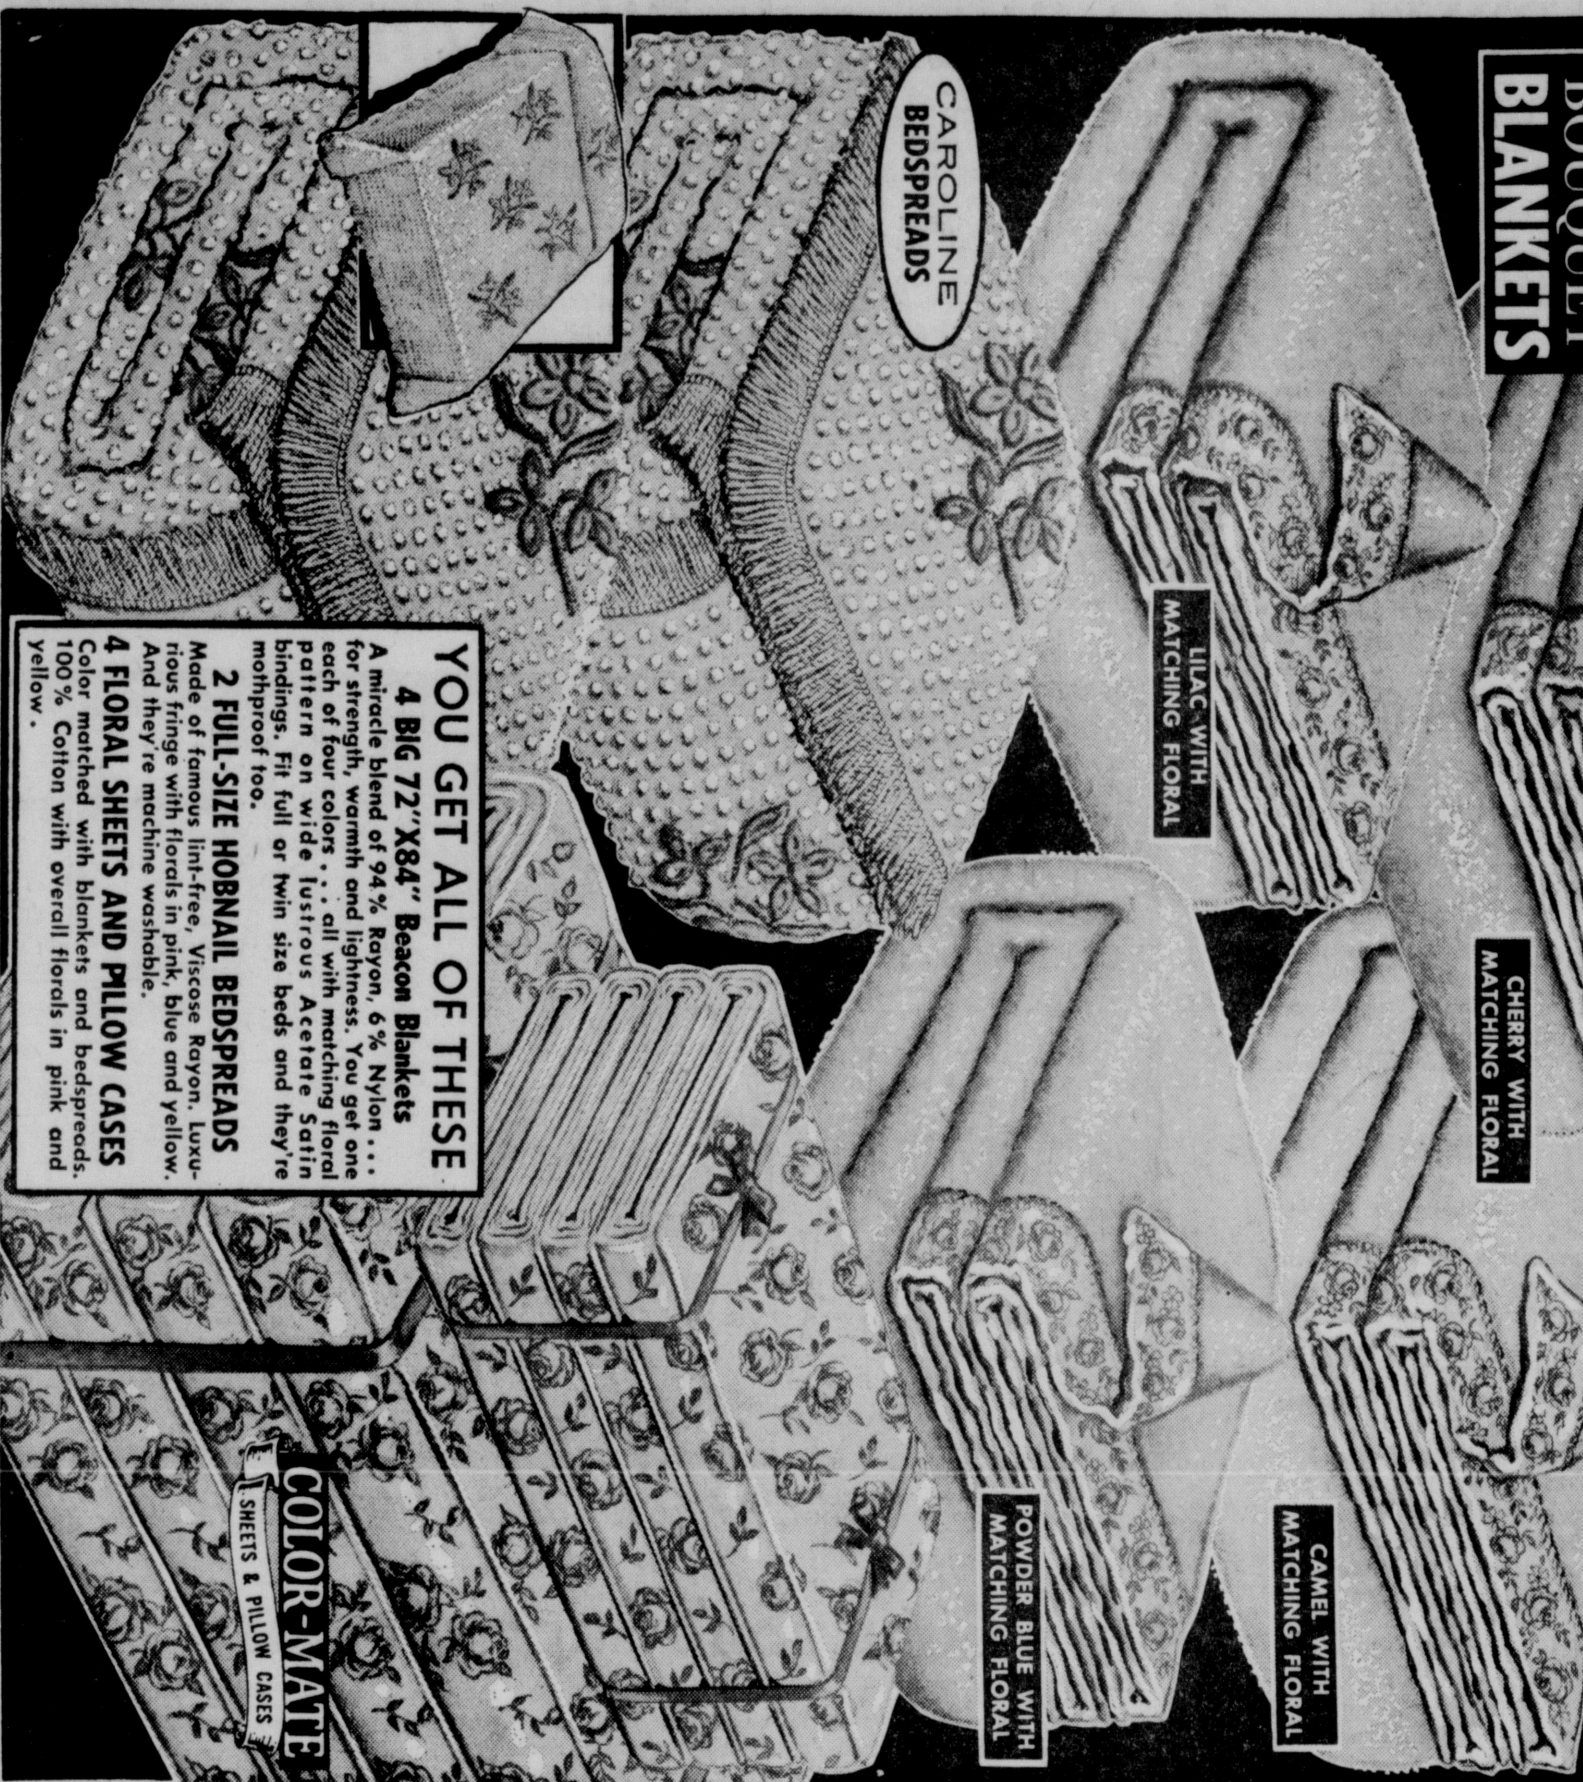 BOUQUET
BLANKETS
CHERRY WITH
MATCHING FLORAL
CAMEL WITH
MATCHING FLORAL
LILAC WITH
MATCHING FLORAL
POWDER BLUE WITH
MATCHING FLORAL
CAROLINE
BEDSPREADS
YOU GET ALL OF THESE
4 BIG 72"X84" Beacon Blankets
A miracle blend of 94% Rayon, 6% Nylon...
for strength, warmth and lightness. You get one
each of four colors... all with matching floral
pattern on wide lustrous Acetate Satin
bindings. Fit full or twin size beds and they're
mothproof too.
2 FULL-SIZE HOBNAIL BEDSPREADS
Made of famous lint-free, Viscose Rayon. Luxu-
rious fringe with florals in pink, blue and yellow.
And they're machine washable.
4 FLORAL SHEETS AND PILLOW CASES
Color matched with blankets and bedspreads.
100% Cotton with overall florals in pink and
yellow.
COLOR-MATE
SHEETS & PILLOW CASES